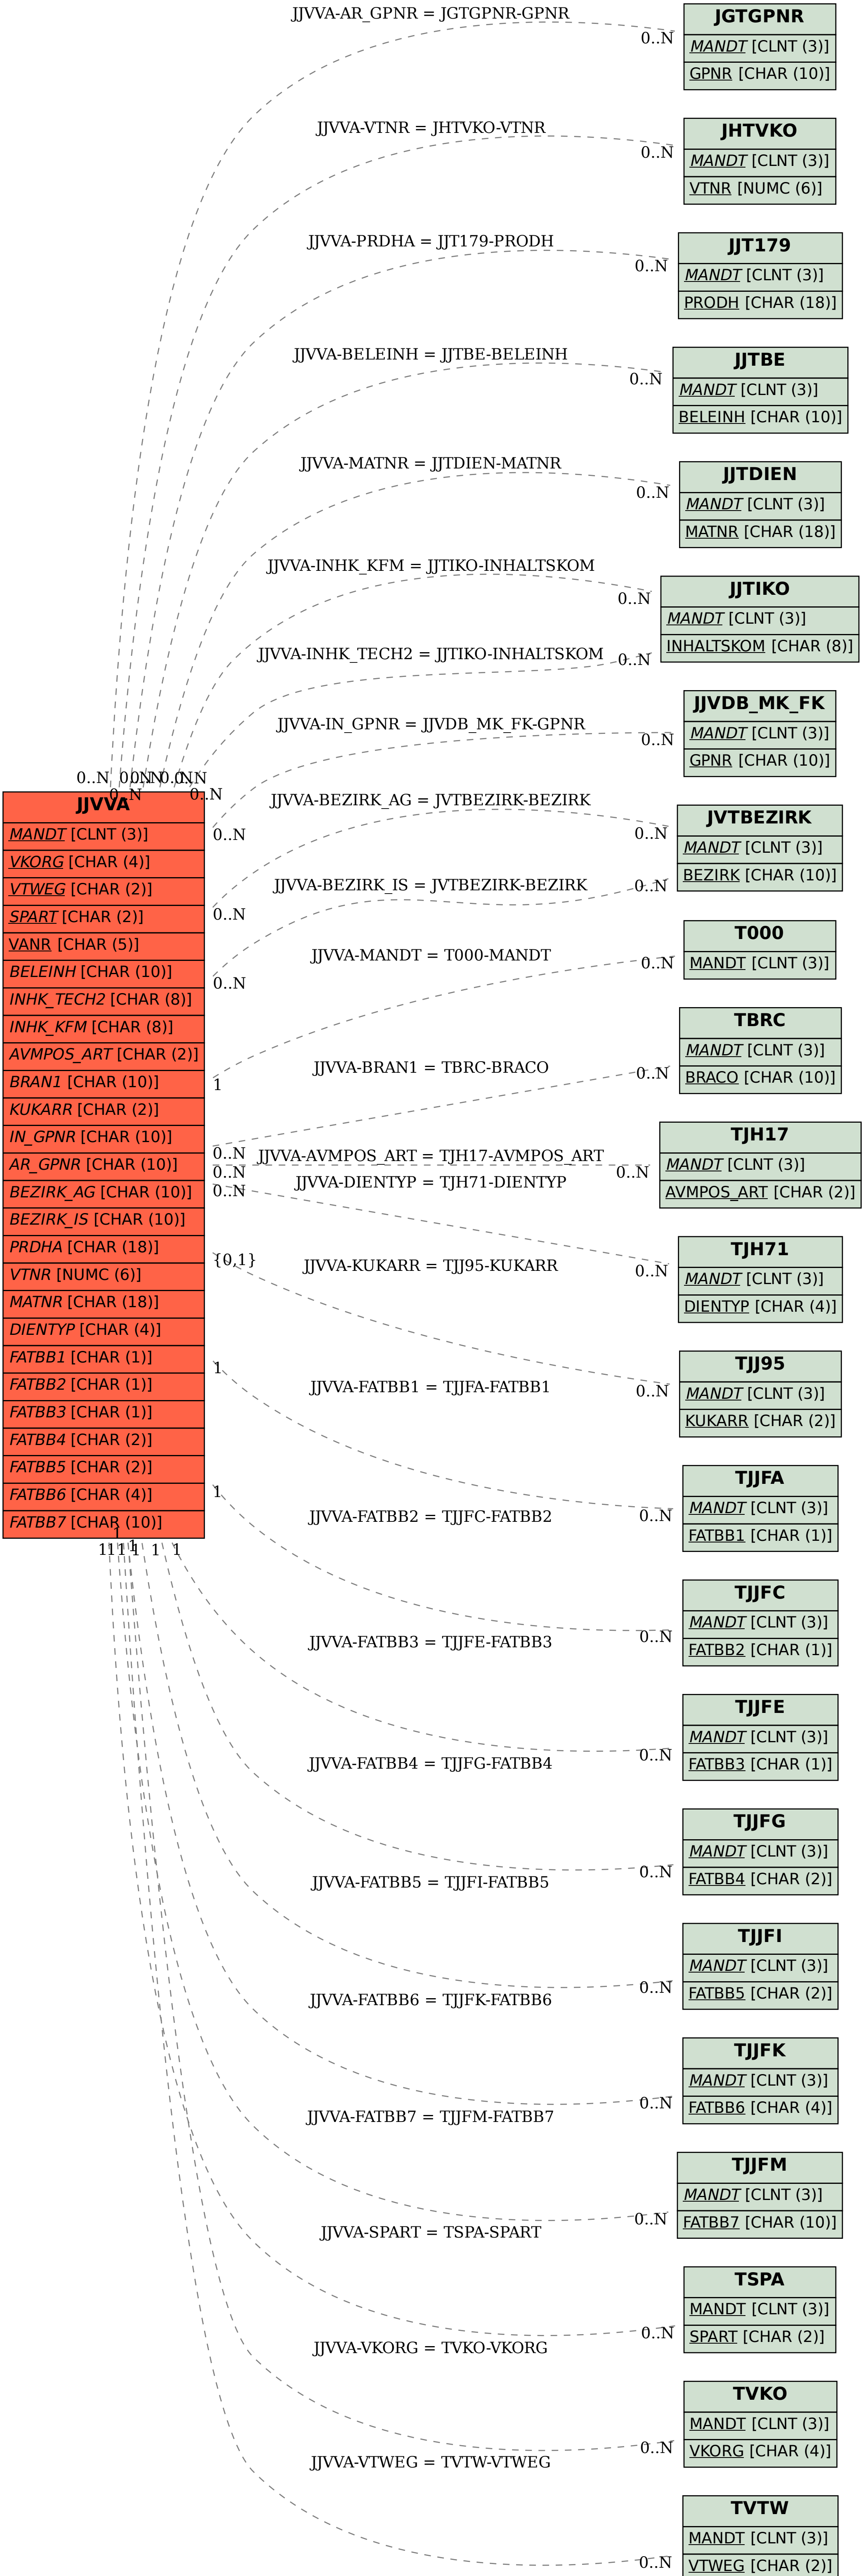 JJVVA-AR_GPNR = JGTGPNR-GPNR
0..N
JGTGPNR
MANDT [CLNT (3)]
GPNR [CHAR (10)]
JJVVA-VTNR = JHTVKO-VTNR
0..N
JHTVKO
MANDT [CLNT (3)]
VTNR [NUMC (6)]
JJVVA-PRDHA = JJT179-PRODH
0..N
JJT179
MANDT [CLNT (3)]
PRODH [CHAR (18)]
JJVVA-BELEINH = JJTBE-BELEINH
0..N
JJTBE
MANDT [CLNT (3)]
BELEINH [CHAR (10)]
JJVVA-MATNR = JJTDIEN-MATNR
0..N
JJTDIEN
MANDT [CLNT (3)]
MATNR [CHAR (18)]
JJVVA-INHK_KFM = JJTIKO-INHALTSKOM
0..N
JJVVA-INHK_TECH2 = JJTIKO-INHALTSKOM
0..N
JJTIKO
MANDT [CLNT (3)]
INHALTSKOM [CHAR (8)]
JJVVA-IN_GPNR = JJVDB_MK_FK-GPNR
0..N
JJVDB_MK_FK
MANDT [CLNT (3)]
GPNR [CHAR (10)]
JJVVA-BEZIRK_AG = JVTBEZIRK-BEZIRK
0..N
JJVVA-BEZIRK_IS = JVTBEZIRK-BEZIRK
0..N
JVTBEZIRK
MANDT [CLNT (3)]
BEZIRK [CHAR (10)]
JJVVA-MANDT = T000-MANDT
0..N
T000
MANDT [CLNT (3)]
JJVVA-BRAN1 = TBRC-BRACO
0..N
TBRC
MANDT [CLNT (3)]
BRACO [CHAR (10)]
JJVVA-AVMPOS_ART = TJH17-AVMPOS_ART
0..N
TJH17
MANDT [CLNT (3)]
AVMPOS_ART [CHAR (2)]
JJVVA-DIENTYP = TJH71-DIENTYP
0..N
TJH71
MANDT [CLNT (3)]
DIENTYP [CHAR (4)]
JJVVA-KUKARR = TJJ95-KUKARR
0..N
TJJ95
MANDT [CLNT (3)]
KUKARR [CHAR (2)]
JJVVA-FATBB1 = TJJFA-FATBB1
0..N
TJJFA
MANDT [CLNT (3)]
FATBB1 [CHAR (1)]
JJVVA-FATBB2 = TJJFC-FATBB2
0..N
TJJFC
MANDT [CLNT (3)]
FATBB2 [CHAR (1)]
JJVVA-FATBB3 = TJJFE-FATBB3
0..N
TJJFE
MANDT [CLNT (3)]
FATBB3 [CHAR (1)]
JJVVA-FATBB4 = TJJFG-FATBB4
0..N
TJJFG
MANDT [CLNT (3)]
FATBB4 [CHAR (2)]
JJVVA-FATBB5 = TJJFI-FATBB5
0..N
TJJFI
MANDT [CLNT (3)]
FATBB5 [CHAR (2)]
JJVVA-FATBB6 = TJJFK-FATBB6
0..N
TJJFK
MANDT [CLNT (3)]
FATBB6 [CHAR (4)]
JJVVA-FATBB7 = TJJFM-FATBB7
0..N
TJJFM
MANDT [CLNT (3)]
FATBB7 [CHAR (10)]
JJVVA-SPART = TSPA-SPART
0..N
TSPA
MANDT [CLNT (3)]
SPART [CHAR (2)]
JJVVA-VKORG = TVKO-VKORG
0..N
TVKO
MANDT [CLNT (3)]
VKORG [CHAR (4)]
JJVVA-VTWEG = TVTW-VTWEG
0..N
TVTW
MANDT [CLNT (3)]
VTWEG [CHAR (2)]
0..N
0..N
0..N
JJVVA
MANDT [CLNT (3)]
VKORG [CHAR (4)]
VTWEG [CHAR (2)]
SPART [CHAR (2)]
VANR [CHAR (5)]
BELEINH [CHAR (10)]
INHK_TECH2 [CHAR (8)]
INHK_KFM [CHAR (8)]
AVMPOS_ART [CHAR (2)]
BRAN1 [CHAR (10)]
KUKARR [CHAR (2)]
IN_GPNR [CHAR (10)]
AR_GPNR [CHAR (10)]
BEZIRK_AG [CHAR (10)]
BEZIRK_IS [CHAR (10)]
PRDHA [CHAR (18)]
VTNR [NUMC (6)]
MATNR [CHAR (18)]
DIENTYP [CHAR (4)]
FATBB1 [CHAR (1)]
FATBB2 [CHAR (1)]
FATBB3 [CHAR (1)]
FATBB4 [CHAR (2)]
FATBB5 [CHAR (2)]
FATBB6 [CHAR (4)]
FATBB7 [CHAR (10)]
0..N
0..N
0..N
1
0..N
0..N
0..N
{0,1}
1
1
1
1
1
1
1
1
1
1